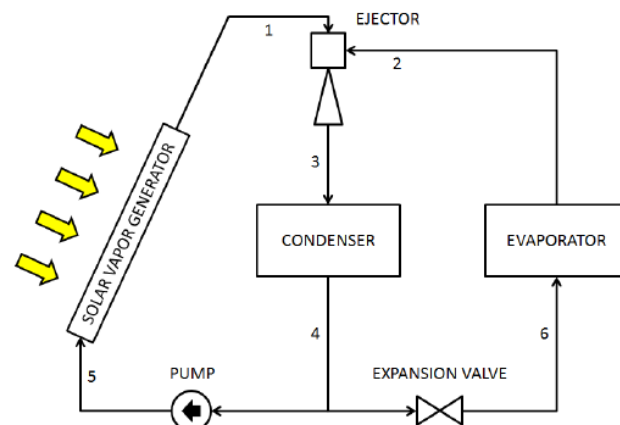 EJECTOR
1
2
SOLAR VAPOR GENERATOR
3
CONDENSER
EVAPORATOR
4
6
5
PUMP
EXPANSION VALVE